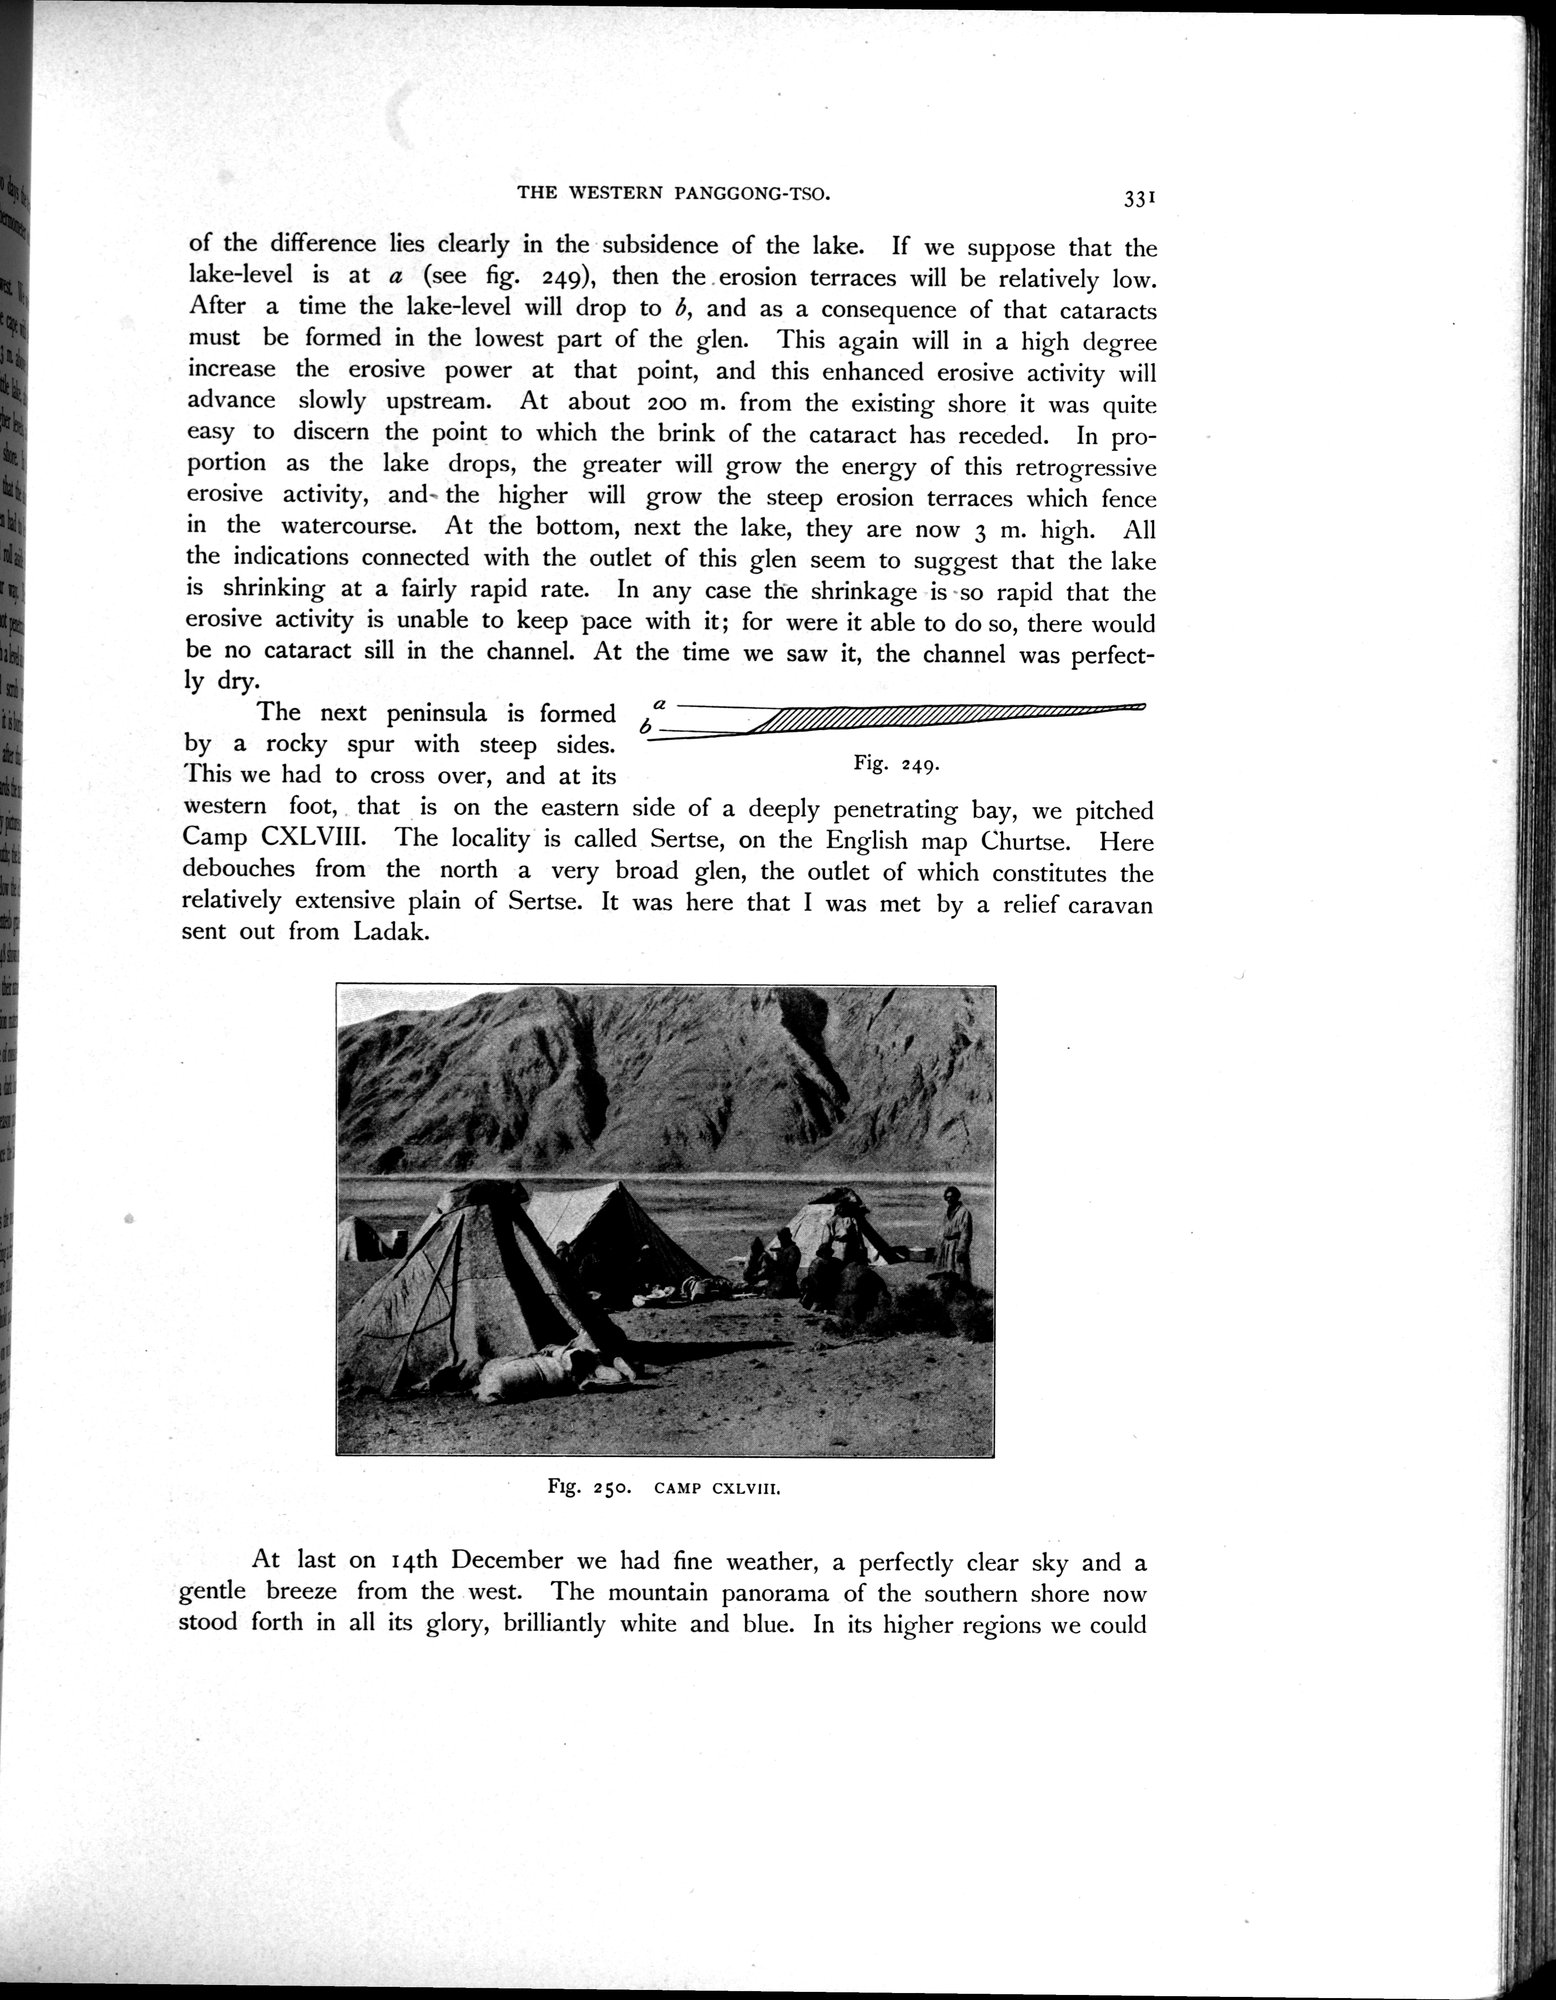 THE WESTERN PANGGONG-TSO.
331
of the difference lies clearly in the subsidence of the lake. If we suppose that the
lake-level is at a (see fig. 249), then the erosion terraces will be relatively low.
After a time the lake-level will drop to b, and as a consequence of that cataracts
must be formed in the lowest part of the glen. This again will in a high degree
increase the erosive power at that point, and this enhanced erosive activity will
advance slowly upstream. At about 200 m. from the existing shore it was quite
easy to discern the point to which the brink of the cataract has receded. In pro-
portion as the lake drops, the greater will grow the energy of this retrogressive
erosive activity, and the higher will grow the steep erosion terraces which fence
in the watercourse. At the bottom, next the lake, they are now 3 m. high. All
the indications connected with the outlet of this glen seem to suggest that the lake
is shrinking at a fairly rapid rate. In any case the shrinkage is so rapid that the
erosive activity is unable to keep pace with it; for were it able to do so, there would
be no cataract sill in the channel. At the time we saw it, the channel was perfect-
ly dry.
The next peninsula is formed
by a rocky spur with steep sides.
This we had to cross over, and at its
a
b
Fig. 249.
western foot, that is on the eastern side of a deeply penetrating bay, we pitched
Camp CXLVIII. The locality is called Sertse, on the English map Churtse. Here
debouches from the north a very broad glen, the outlet of which constitutes the
relatively extensive plain of Sertse. It was here that I was met by a relief caravan
sent out from Ladak.
Fig. 250. CAMP CXLVIII.
At last on 14th December we had fine weather, a perfectly clear sky and a
gentle breeze from the west. The mountain panorama of the southern shore now
stood forth in all its glory, brilliantly white and blue. In its higher regions we could